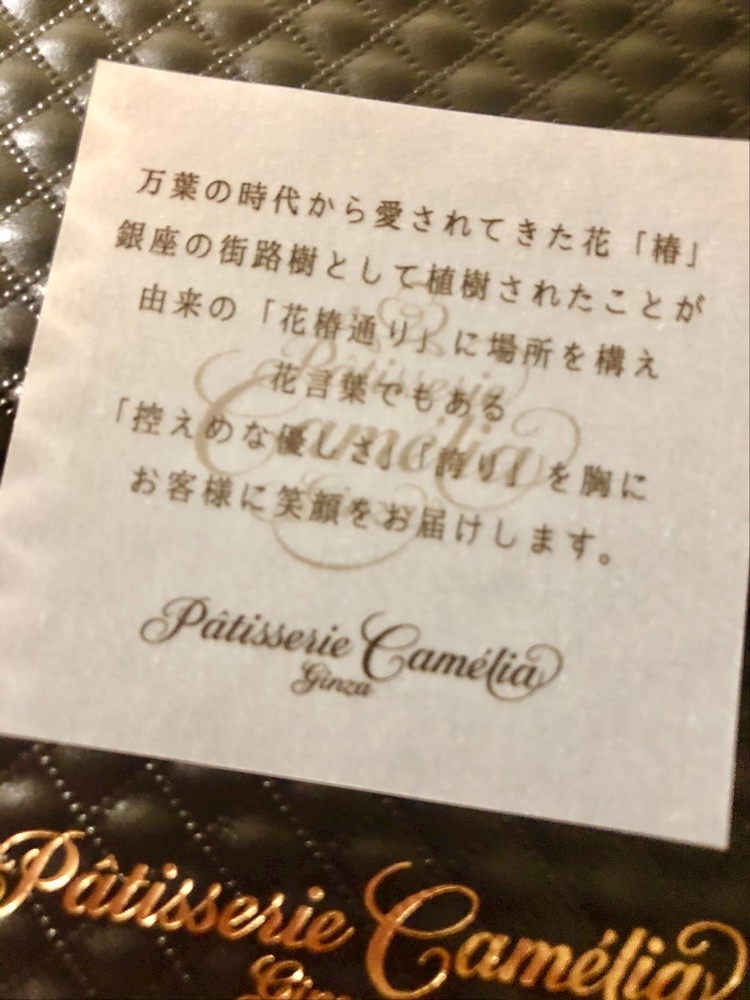 万葉の時代から愛されてきた花「椿」
銀座の街路樹として植樹されたことが
由来の「花椿通り」に場所を構え
花言葉でもある
「控えめな優しさ」「誇り」を胸に
お客様に笑顔をお届けします。
Pâtisserie
Camélia
Pâtisserie Camélia
Ginza
Pâtisserie Camélia